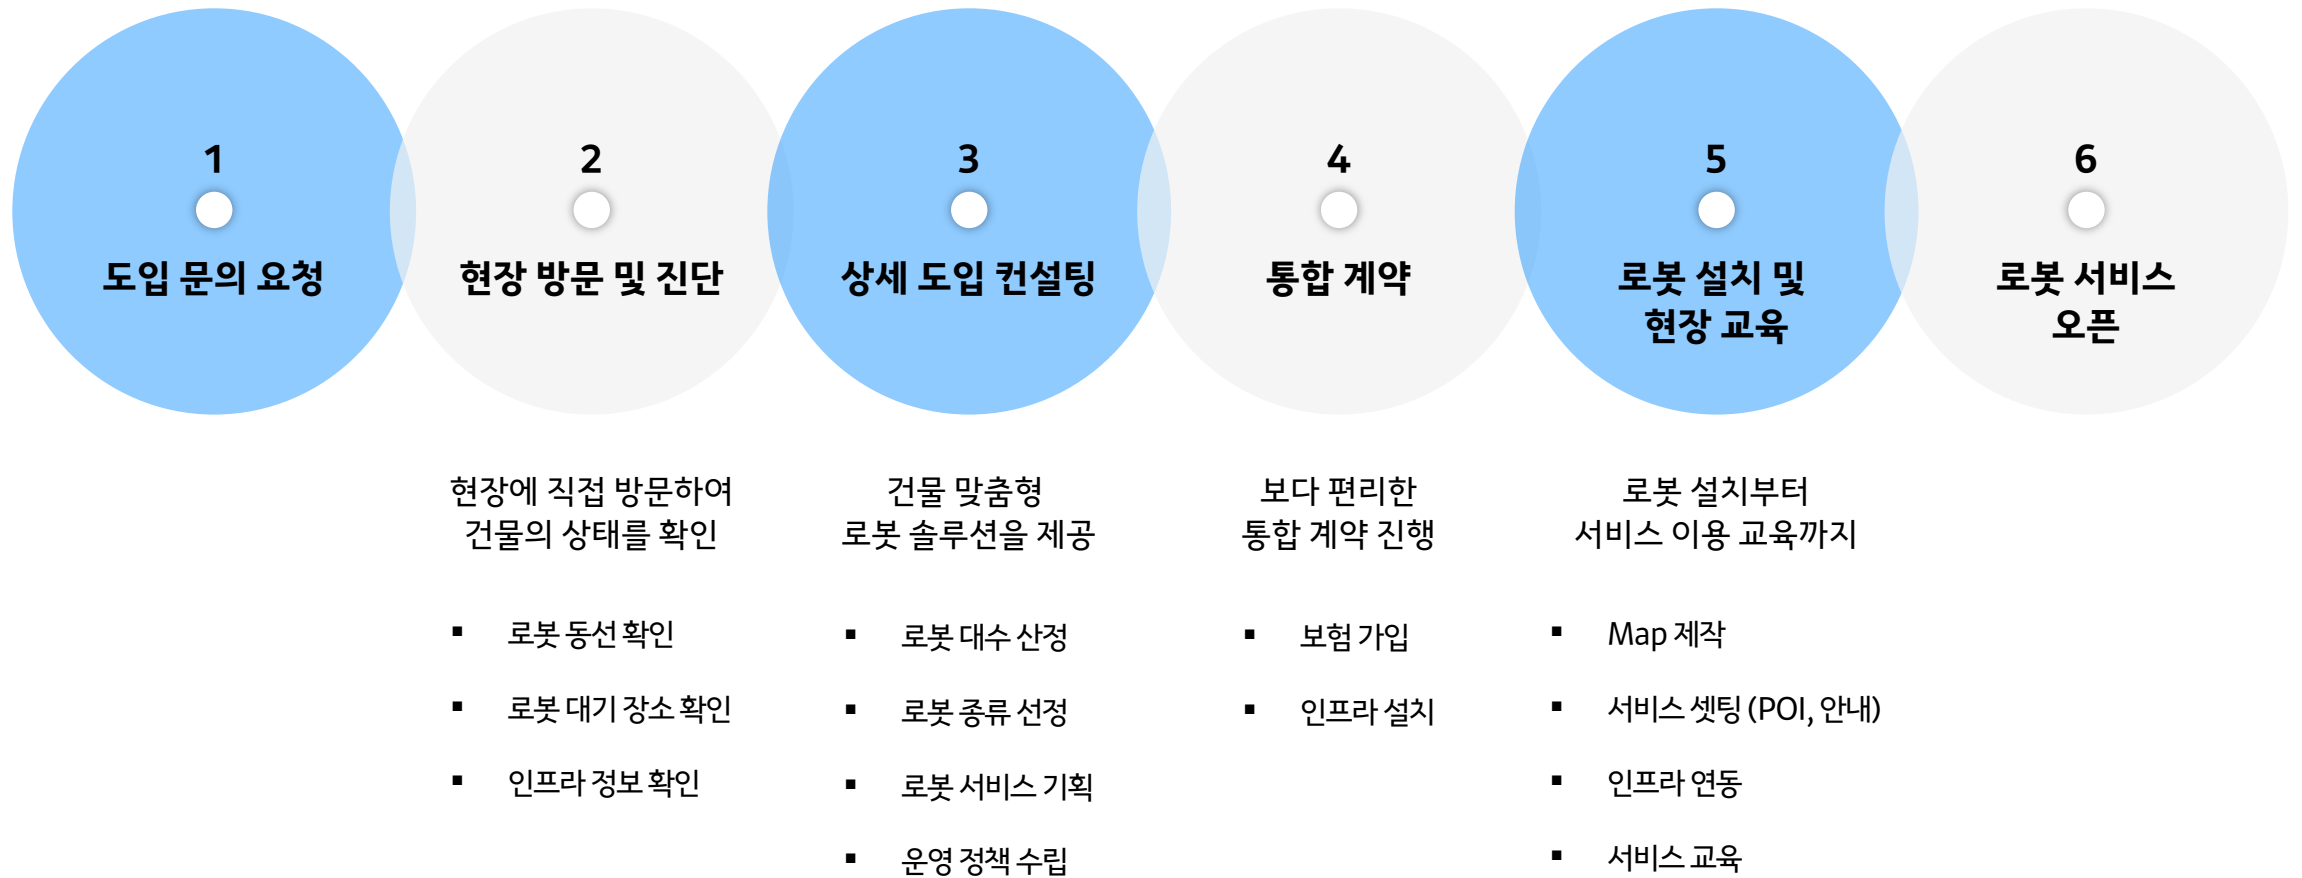 1
도입 문의 요청
2
현장 방문 및 진단
현장에 직접 방문하여
건물의 상태를 확인
▪ 로봇 동선 확인
▪ 로봇 대기 장소 확인
▪ 인프라 정보 확인
3
상세 도입 컨설팅
건물 맞춤형
로봇 솔루션을 제공
▪ 로봇 대수 산정
▪ 로봇 종류 선정
▪ 로봇 서비스 기획
▪ 운영 정책 수립
4
통합 계약
보다 편리한
통합 계약 진행
▪ 보험 가입
▪ 인프라 설치
5
로봇 설치 및
현장 교육
로봇 설치부터
서비스 이용 교육까지
▪ Map 제작
▪ 서비스 셋팅 (POI, 안내)
▪ 인프라 연동
▪ 서비스 교육
6
로봇 서비스
오픈